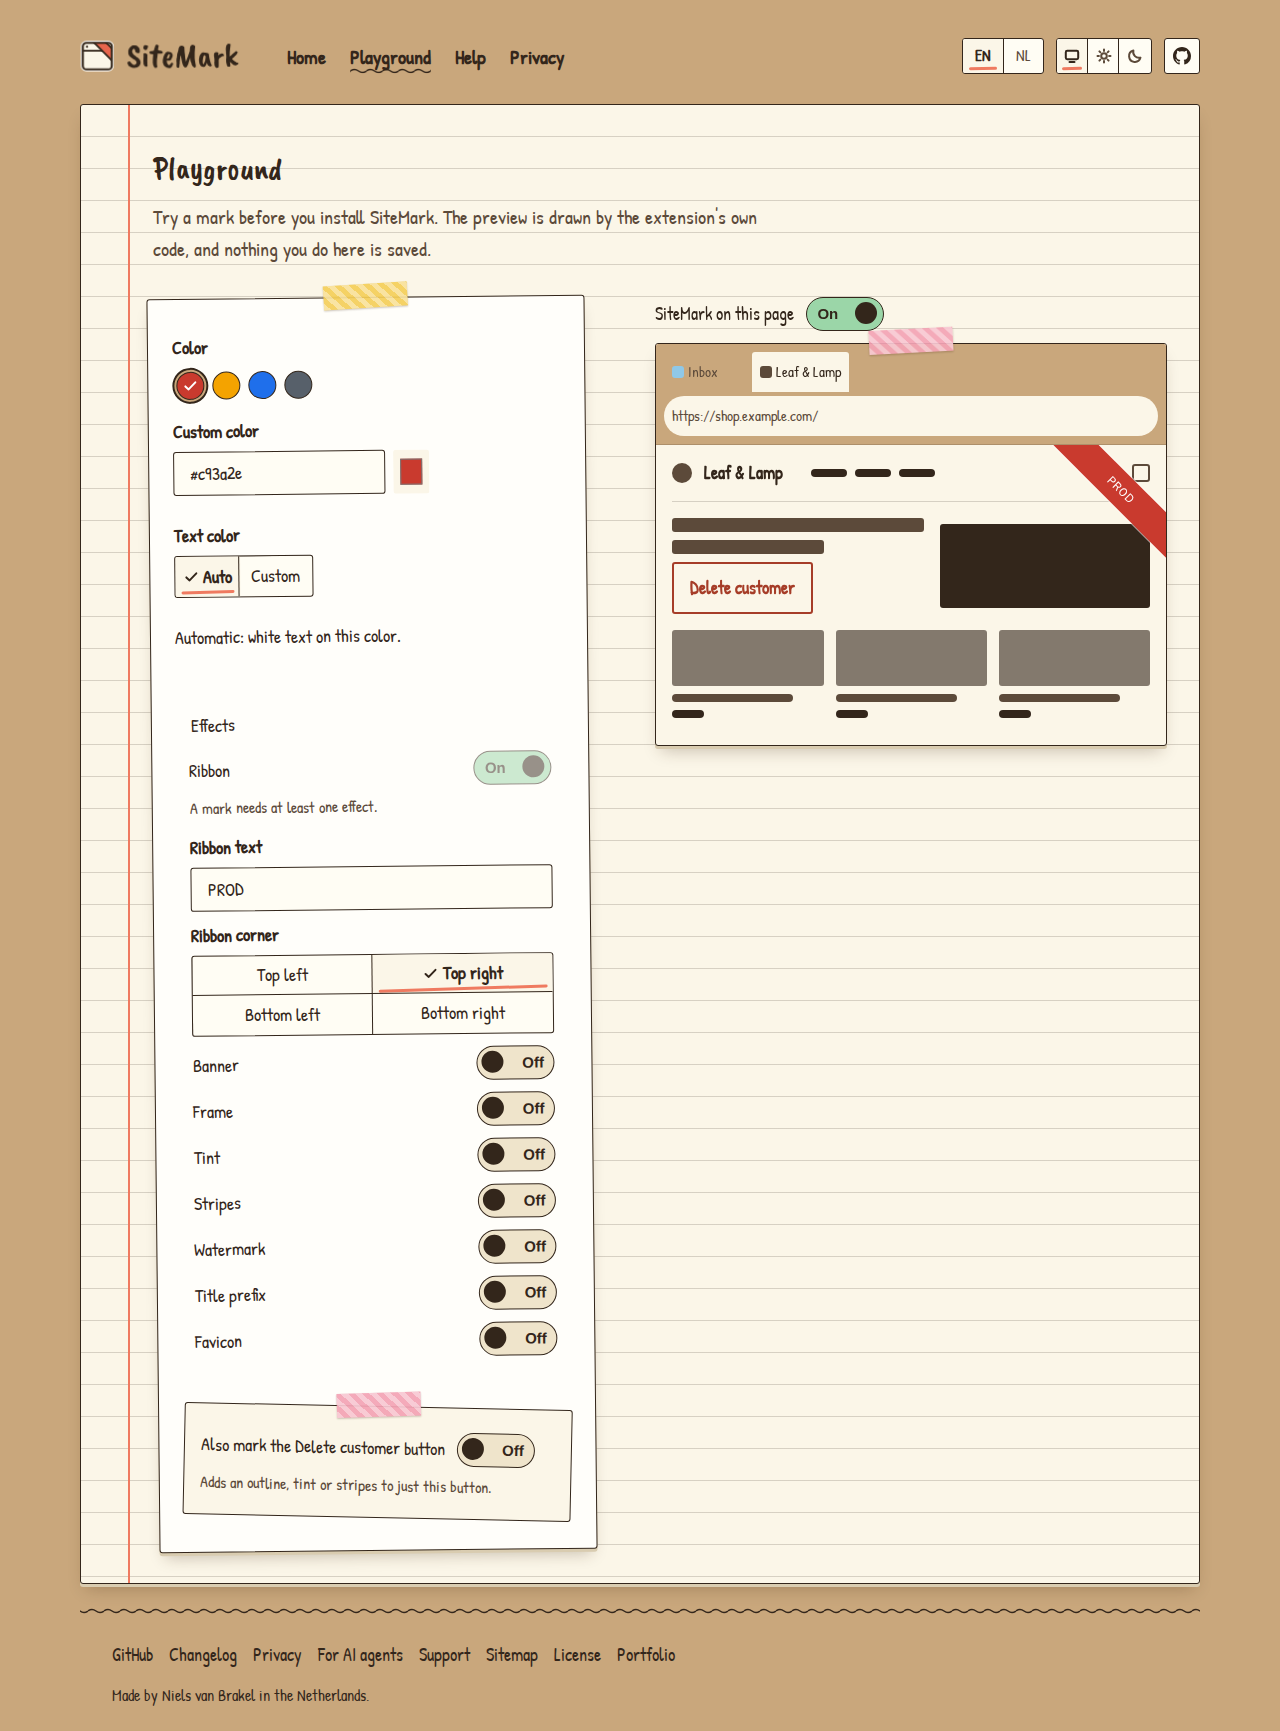 SiteMark
Home Playground Help Privacy
EN NL
Playground
Try a mark before you install SiteMark. The preview is drawn by the extension's own
code, and nothing you do here is saved.
Color
Custom color
#c93a2e
Text color
Auto Custom
Automatic: white text on this color.
Effects
Ribbon On
A mark needs at least one effect.
Ribbon text
PROD
Ribbon corner
Top left Top right
Bottom left Bottom right
Banner Off
Frame Off
Tint Off
Stripes Off
Watermark Off
Title prefix Off
Favicon Off
Also mark the Delete customer button Off
Adds an outline, tint or stripes to just this button.
SiteMark on this page On
Inbox Leaf & Lamp
https://shop.example.com/
Leaf & Lamp
PROD
Delete customer
GitHub Changelog Privacy For AI agents Support Sitemap License Portfolio
Made by Niels van Brakel in the Netherlands.